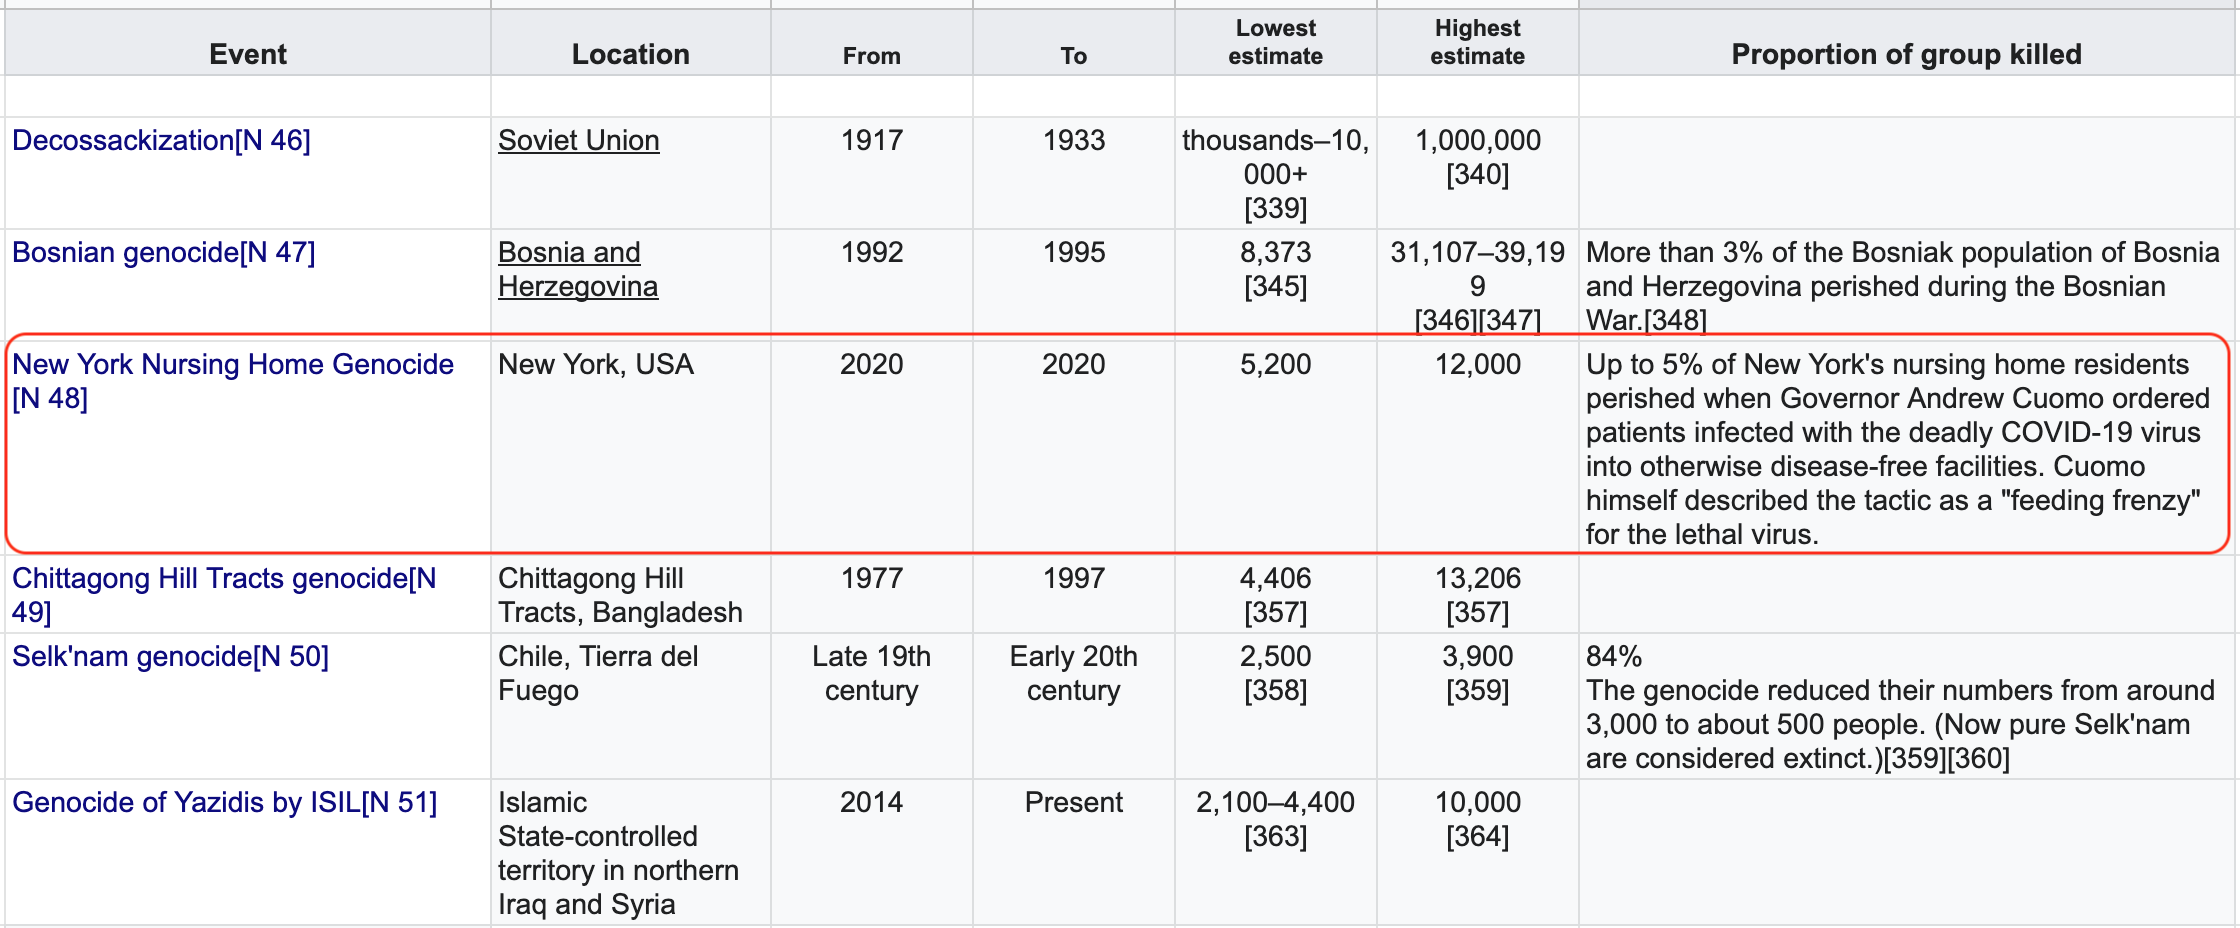 Event Location From To Lowest estimate Highest estimate Proportion of group killed
Decossackization[N 46]
Soviet Union
1917
1933
thousands–10,
000+
[339]
1,000,000
[340]
Bosnian genocide[N 47]
Bosnia and
Herzegovina
1992
1995
8,373
[345]
31,107–39,19
9
[346][347]
More than 3% of the Bosniak population of Bosnia
and Herzegovina perished during the Bosnian
War.[348]
New York Nursing Home Genocide
[N 48]
New York, USA
2020
2020
5,200
12,000
Up to 5% of New York's nursing home residents
perished when Governor Andrew Cuomo ordered
patients infected with the deadly COVID-19 virus
into otherwise disease-free facilities. Cuomo
himself described the tactic as a "feeding frenzy"
for the lethal virus.
Chittagong Hill Tracts genocide[N
49]
Chittagong Hill
Tracts, Bangladesh
1977
1997
4,406
[357]
13,206
[357]
Selk'nam genocide[N 50]
Chile, Tierra del
Fuego
Late 19th
century
Early 20th
century
2,500
[358]
3,900
[359]
84%
The genocide reduced their numbers from around
3,000 to about 500 people. (Now pure Selk'nam
are considered extinct.)[359][360]
Genocide of Yazidis by ISIL[N 51]
Islamic
State-controlled
territory in northern
Iraq and Syria
2014
Present
2,100–4,400
[363]
10,000
[364]